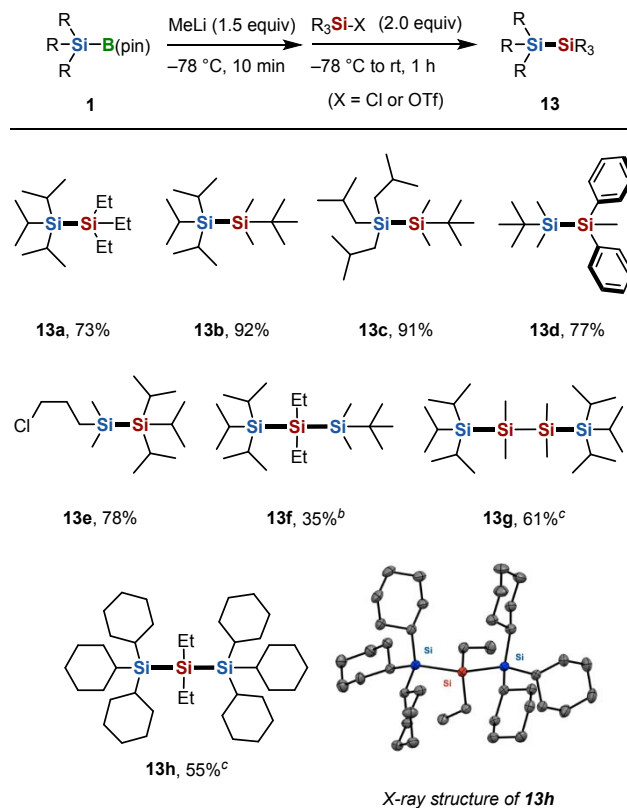 R
R
R
Si
B(pin)
1
MeLi (1.5 equiv)
–78 °C, 10 min
R₃Si-X (2.0 equiv)
–78 °C to rt, 1 h
(X = Cl or OTf)
R
R
R
Si
SiR₃
13
Si
Si
Et
Et
Et
13a, 73%
Si
Si
13b, 92%
Si
Si
13c, 91%
Si
Si
13d, 77%
Cl
Si
Si
13e, 78%
Et
Si
Si
Si
Et
13f, 35%ᵇ
Si
Si
Si
Si
13g, 61%ᶜ
Et
Si
Si
Si
Et
13h, 55%ᶜ
Si
Si
Si
X-ray structure of 13h